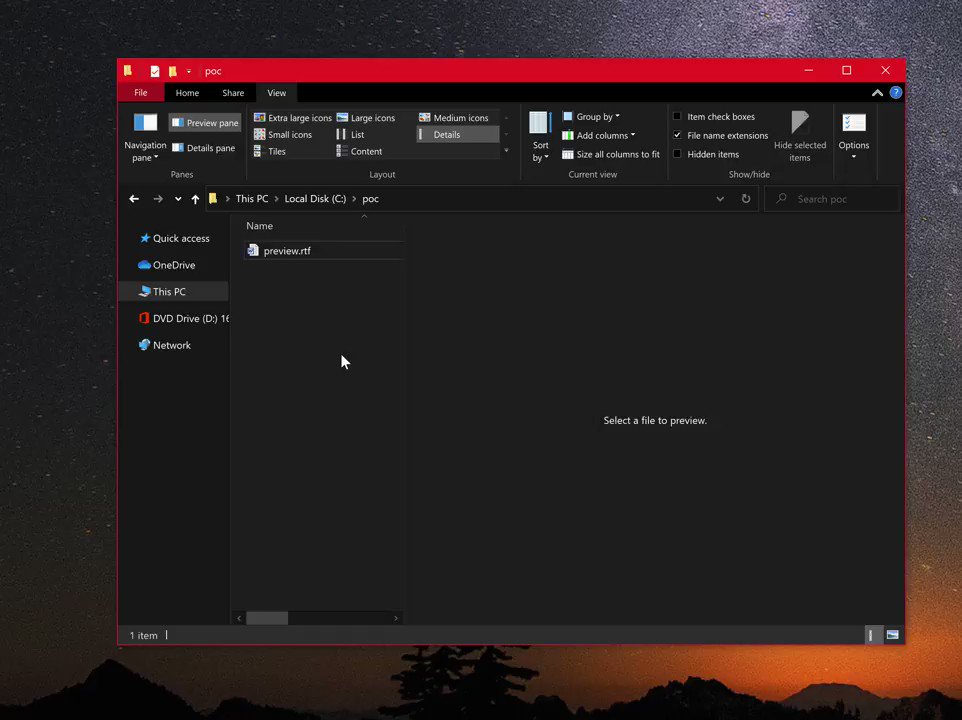 poc
File Home Share View
Navigation pane
Preview pane
Details pane
Panes
Extra large icons Large icons Medium icons
Small icons List Details
Tiles Content
Layout
Sort by
Group by
Add columns
Size all columns to fit
Current view
Item check boxes
File name extensions
Hidden items
Hide selected items
Show/hide
Options
This PC > Local Disk (C:) > poc
Search poc
Name
Quick access
OneDrive
This PC
DVD Drive (D:) 16
Network
preview.rtf
Select a file to preview.
1 item